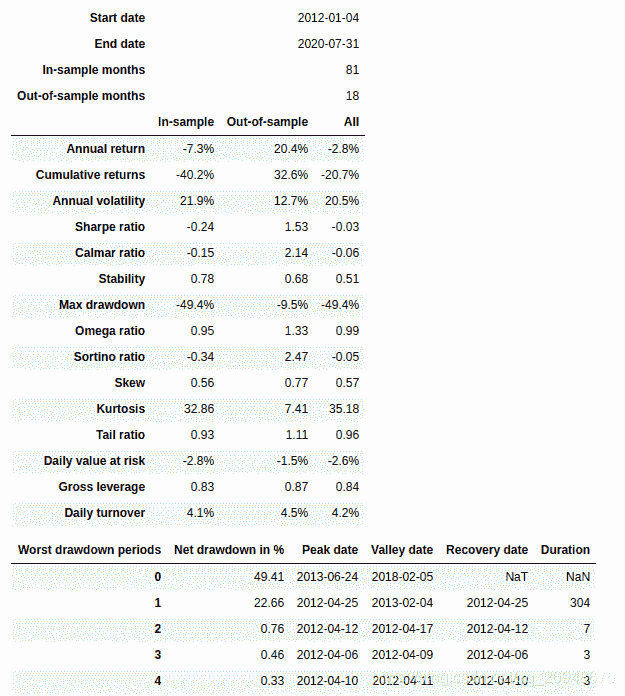 Start date 2012-01-04
End date 2020-07-31
In-sample months 81
Out-of-sample months 18
In-sample Out-of-sample All
Annual return -7.3% 20.4% -2.8%
Cumulative returns -40.2% 32.6% -20.7%
Annual volatility 21.9% 12.7% 20.5%
Sharpe ratio -0.24 1.53 -0.03
Calmar ratio -0.15 2.14 -0.06
Stability 0.78 0.68 0.51
Max drawdown -49.4% -9.5% -49.4%
Omega ratio 0.95 1.33 0.99
Sortino ratio -0.34 2.47 -0.05
Skew 0.56 0.77 0.57
Kurtosis 32.86 7.41 35.18
Tail ratio 0.93 1.11 0.96
Daily value at risk -2.8% -1.5% -2.6%
Gross leverage 0.83 0.87 0.84
Daily turnover 4.1% 4.5% 4.2%
Worst drawdown periods Net drawdown in % Peak date Valley date Recovery date Duration
0 49.41 2013-06-24 2018-02-05 NaT NaN
1 22.66 2012-04-25 2013-02-04 2012-04-25 304
2 0.76 2012-04-12 2012-04-17 2012-04-12 7
3 0.46 2012-04-06 2012-04-09 2012-04-06 3
4 0.33 2012-04-10 2012-04-11 2012-04-10 3